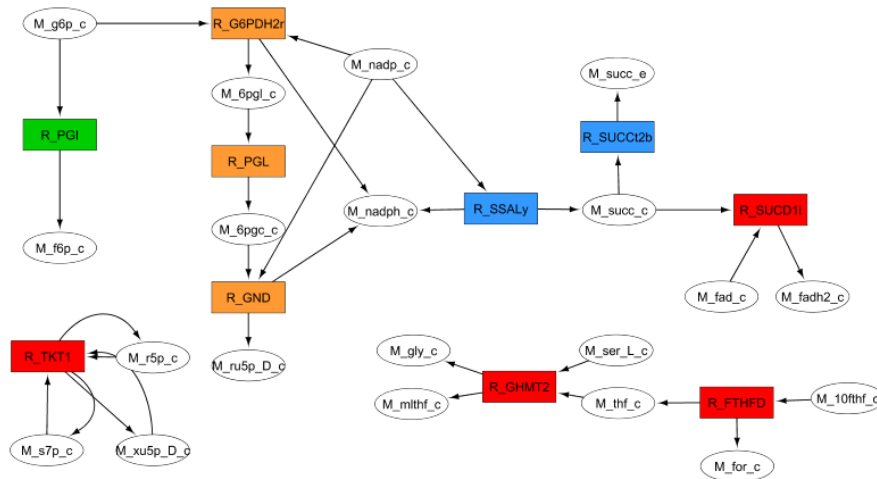 M_g6p_c
R_G6PDH2r
M_nadp_c
M_succ_e
M_6pgl_c
R_PGI
R_SUCCt2b
R_PGL
M_nadph_c
R_SSALy
M_succ_c
R_SUCD1i
M_6pgc_c
M_f6p_c
R_GND
M_fad_c
M_fadh2_c
R_TKT1
M_r5p_c
M_ru5p_D_c
M_gly_c
M_ser_L_c
R_GHMT2
M_mlthf_c
M_thf_c
R_FTHFD
M_10fthf_c
M_s7p_c
M_xu5p_D_c
M_for_c